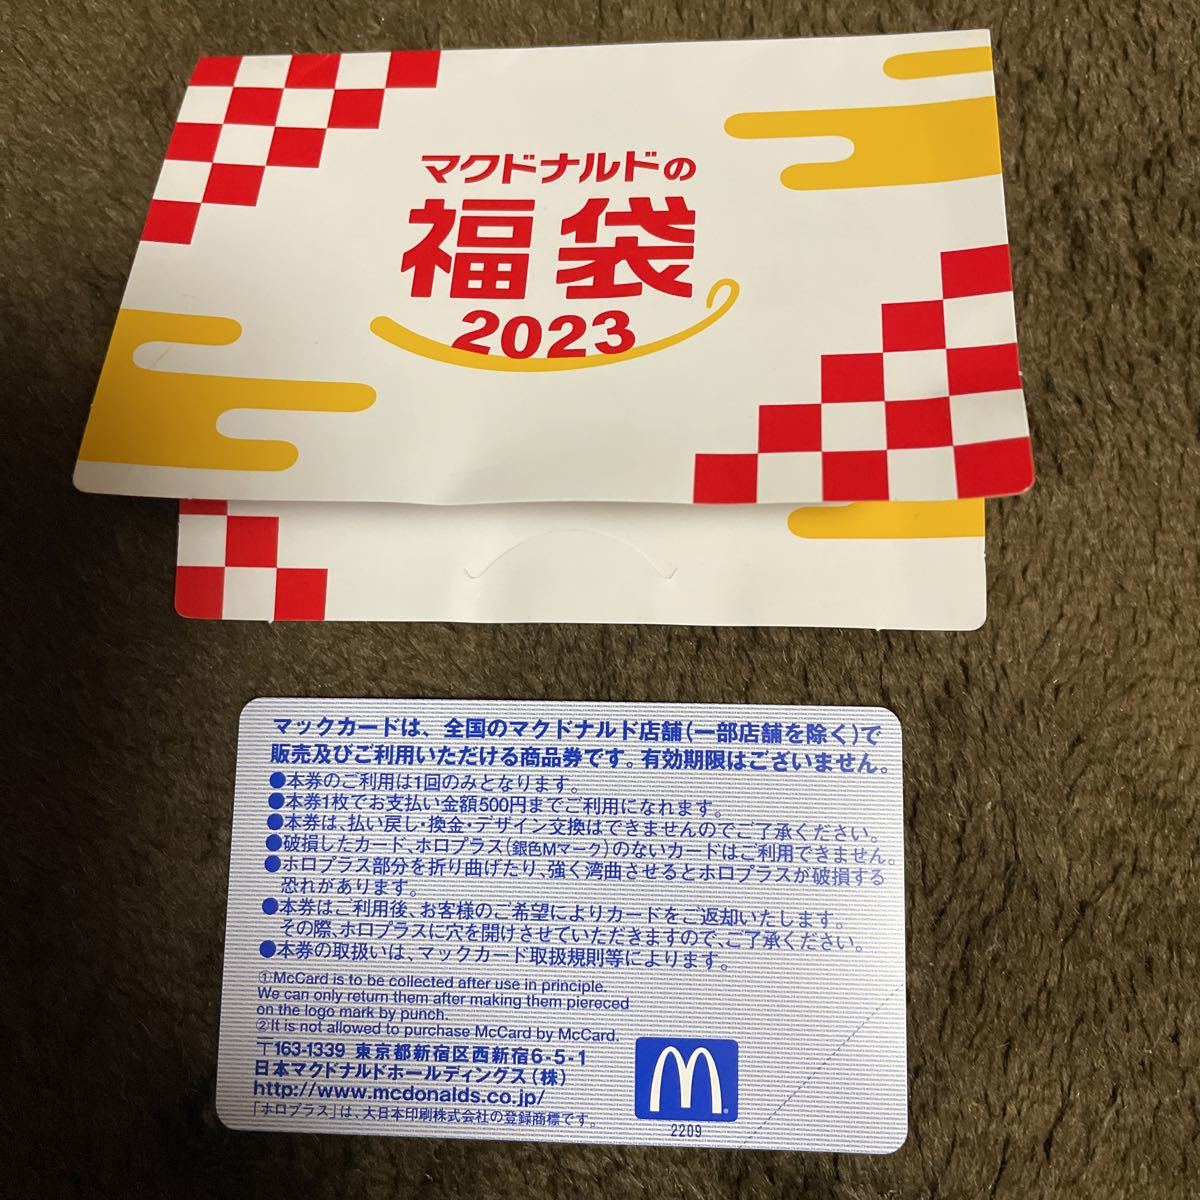 マクドナルドの
福袋
2023
マックカードは、全国のマクドナルド店舗(一部店舗を除く)で
販売及びご利用いただける商品券です。有効期限はございません。
●本券のご利用は1回のみとなります。
●本券1枚でお支払い金額500円までご利用になれます。
●本券は、払い戻し・換金・デザイン交換はできませんのでご了承ください。
●破損したカード、ホロプラス(銀色Mマーク)のないカードはご利用できません。
●ホロプラス部分を折り曲げたり、強く湾曲させるとホロプラスが破損する
恐れがあります。
●本券はご利用後、お客様のご希望によりカードをご返却いたします。
その際、ホロプラスに穴を開けさせていただきますので、ご了承ください。
●本券の取扱いは、マックカード取扱規則等によります。
①McCard is to be collected after use in principle.
We can only return them after making them piereced
on the logo mark by punch.
②It is not allowed to purchase McCard by McCard.
〒163-1339 東京都新宿区西新宿6-5-1
日本マクドナルドホールディングス(株)
http://www.mcdonalds.co.jp/
「ホロプラス」は、大日本印刷株式会社の登録商標です。
M
2209